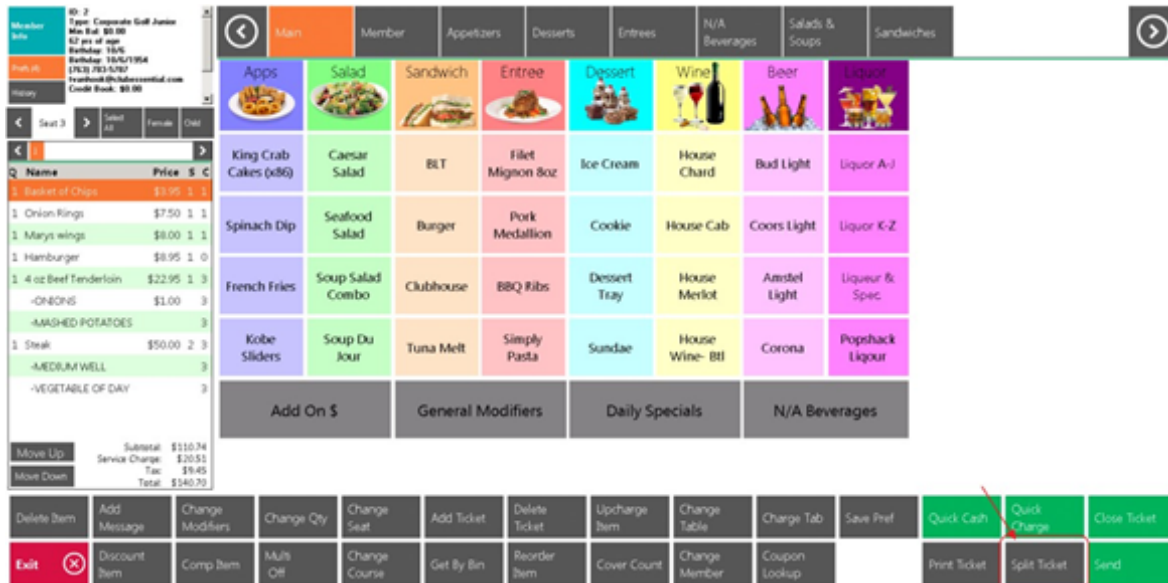 Member
Info
Pref: (4)
History
ID: 2
Type: Corporate Golf Junior
Min Bal: $0.00
62 yrs of age
Birthday: 10/6
Birthday: 10/6/1954
(763) 783-5707
Credit Book: $0.00
Seat 3
Select
All
Female
Child
1
Q Name Price S C
1 Basket of Chips $3.95 1 1
1 Onion Rings $7.50 1 1
1 Marys wings $8.00 1 1
1 Hamburger $8.95 1 0
1 4 oz Beef Tenderloin $22.95 1 3
-ONIONS $1.00 3
-MASHED POTATOES 3
1 Steak $50.00 2 3
-MEDIUM WELL 3
-VEGETABLE OF DAY 3
Move Up
Move Down
Subtotal: $110.74
Service Charge: $20.51
Tax: $9.45
Total: $140.70
Main
Member
Appetizers
Desserts
Entrees
N/A
Beverages
Salads &
Soups
Sandwiches
Apps
Salad
Sandwich
Entree
Dessert
Wine
Beer
Liquor
King Crab
Cakes (x86)
Caesar
Salad
BLT
Filet
Mignon 8oz
Ice Cream
House
Chard
Bud Light
Liquor A-J
Spinach Dip
Seafood
Salad
Burger
Pork
Medallion
Cookie
House Cab
Coors Light
Liquor K-Z
French Fries
Soup Salad
Combo
Clubhouse
BBQ Ribs
Dessert
Tray
House
Merlot
Amstel
Light
Liqueur &
Spec
Kobe
Sliders
Soup Du
Jour
Tuna Melt
Simply
Pasta
Sundae
House
Wine- Btl
Corona
Popshack
Liqour
Add On $
General Modifiers
Daily Specials
N/A Beverages
Delete Item
Add
Message
Change
Modifiers
Change Qty
Change
Seat
Add Ticket
Delete
Ticket
Upcharge
Item
Change
Table
Charge Tab
Save Pref
Quick Cash
Quick
Charge
Close Ticket
Exit
Discount
Item
Comp Item
Multi
Off
Change
Course
Get By Bin
Reorder
Item
Cover Count
Change
Member
Coupon
Lookup
Print Ticket
Split Ticket
Send